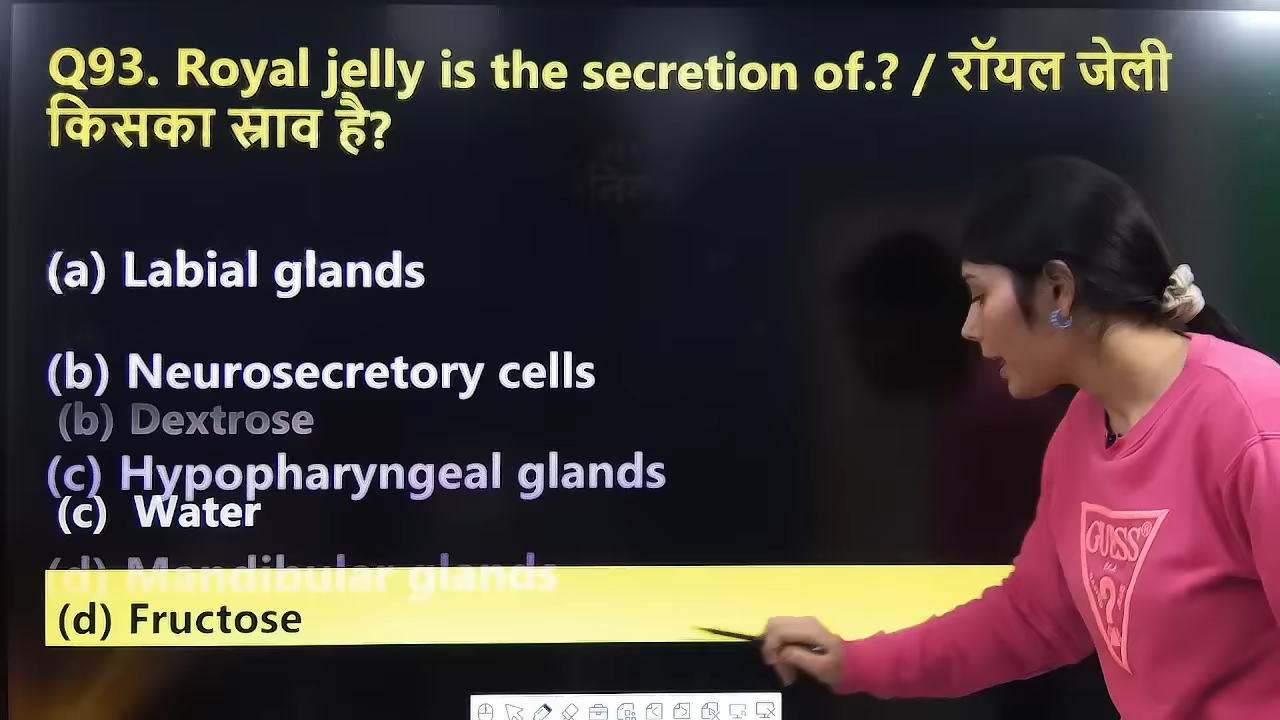 Q93. Royal jelly is the secretion of.? / रॉयल जेली
किसका स्राव है?
(a) Labial glands
(b) Neurosecretory cells
(b) Dextrose
(c) Hypopharyngeal glands
(c) Water
(d) Mandibular glands
(d) Fructose
GUESS®
?